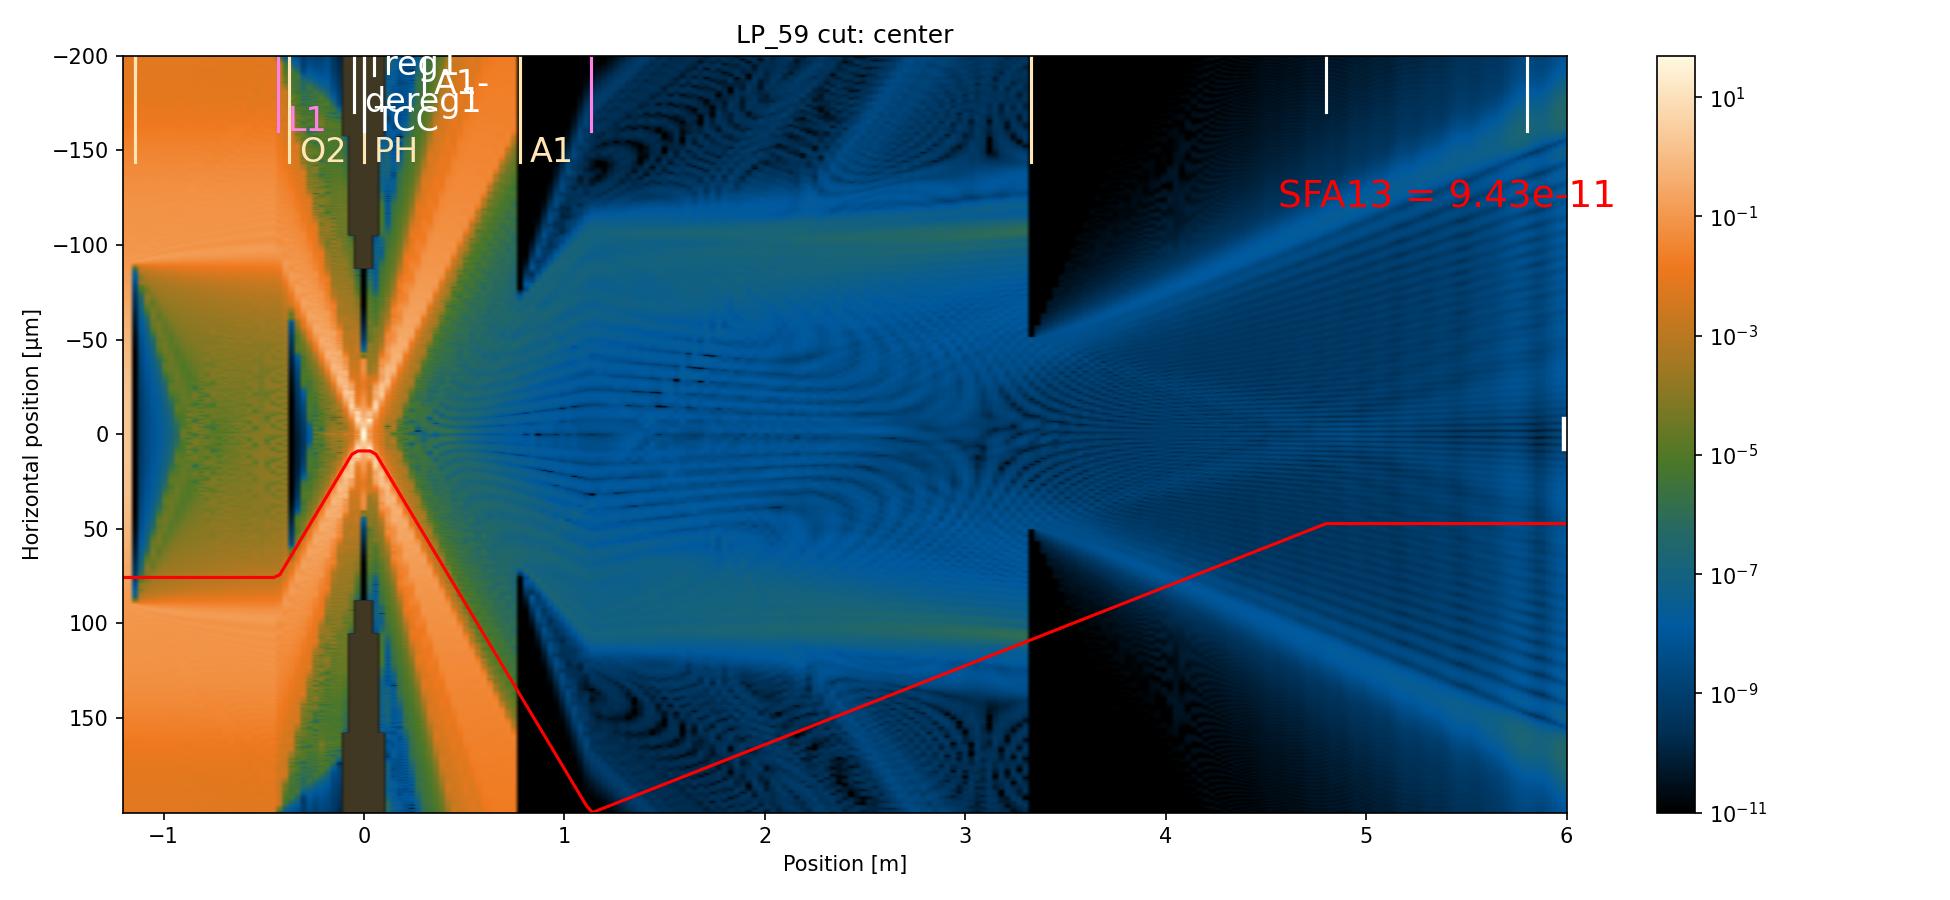 LP_59 cut: center
Horizontal position [µm]
−200
−150
−100
−50
0
50
100
150
reg1
A1-
dereg1
L1
TCC
O2
PH
A1
SFA13 = 9.43e-11
−1
0
1
2
3
4
5
6
Position [m]
10¹
10⁻¹
10⁻³
10⁻⁵
10⁻⁷
10⁻⁹
10⁻¹¹